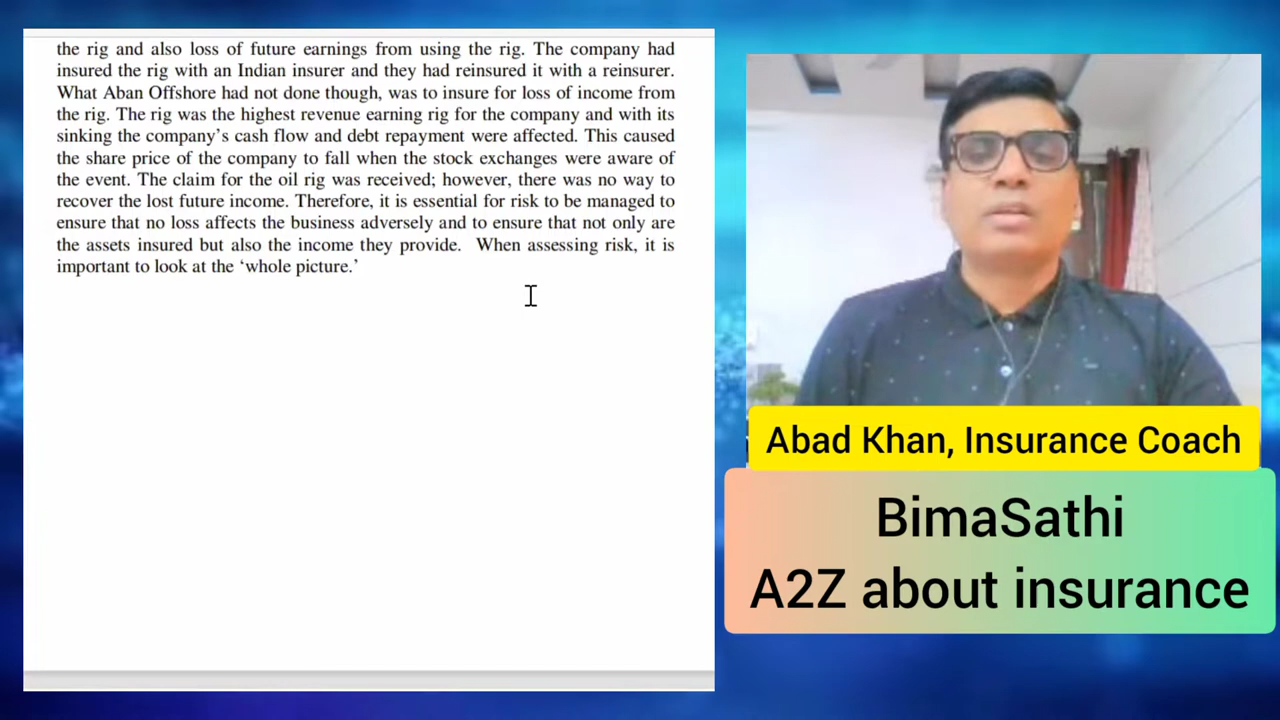 the rig and also loss of future earnings from using the rig. The company had
insured the rig with an Indian insurer and they had reinsured it with a reinsurer.
What Aban Offshore had not done though, was to insure for loss of income from
the rig. The rig was the highest revenue earning rig for the company and with its
sinking the company’s cash flow and debt repayment were affected. This caused
the share price of the company to fall when the stock exchanges were aware of
the event. The claim for the oil rig was received; however, there was no way to
recover the lost future income. Therefore, it is essential for risk to be managed to
ensure that no loss affects the business adversely and to ensure that not only are
the assets insured but also the income they provide. When assessing risk, it is
important to look at the ‘whole picture.’
Abad Khan, Insurance Coach
BimaSathi
A2Z about insurance